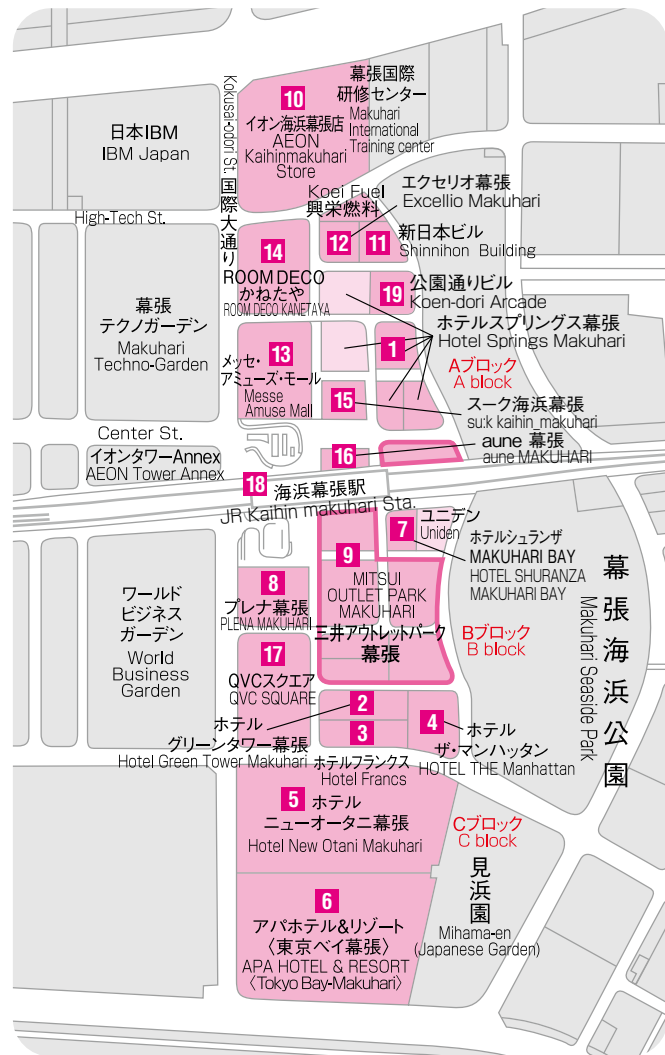 10
イオン海浜幕張店
AEON
Kaihinmakuhari
Store
幕張国際
研修センター
Makuhari
International
Training center
日本IBM
IBM Japan
Kokusai-odori St.
国際大通り
High-Tech St.
Koei Fuel
興栄燃料
エクセリオ幕張
Excellio Makuhari
12
11
新日本ビル
Shinnihon Building
14
ROOM DECO
かねたや
ROOM DECO KANETAYA
19
公園通りビル
Koen-dori Arcade
幕張
テクノガーデン
Makuhari
Techno-Garden
ホテルスプリングス幕張
Hotel Springs Makuhari
13
メッセ・
アミューズ・モール
Messe
Amuse Mall
1
Aブロック
A block
15
スーク海浜幕張
su:k kaihin_makuhari
Center St.
イオンタワーAnnex
AEON Tower Annex
16
aune 幕張
aune MAKUHARI
18
海浜幕張駅
JR Kaihin makuhari Sta.
7
ユニデン
Uniden
9
MITSUI
OUTLET PARK
MAKUHARI
三井アウトレットパーク
幕張
ホテルシュランザ
MAKUHARI BAY
HOTEL SHURANZA
MAKUHARI BAY
8
プレナ幕張
PLENA MAKUHARI
ワールド
ビジネス
ガーデン
World
Business
Garden
Bブロック
B block
幕張海浜公園
Makuhari Seaside Park
17
QVCスクエア
QVC SQUARE
2
ホテル
グリーンタワー幕張
Hotel Green Tower Makuhari
3
ホテルフランクス
Hotel Francs
4
ホテル
ザ・マンハッタン
HOTEL THE Manhattan
5
ホテル
ニューオータニ幕張
Hotel New Otani Makuhari
Cブロック
C block
見浜園
Mihama-en
(Japanese Garden)
6
アパホテル&リゾート
〈東京ベイ幕張〉
APA HOTEL & RESORT
〈Tokyo Bay-Makuhari〉